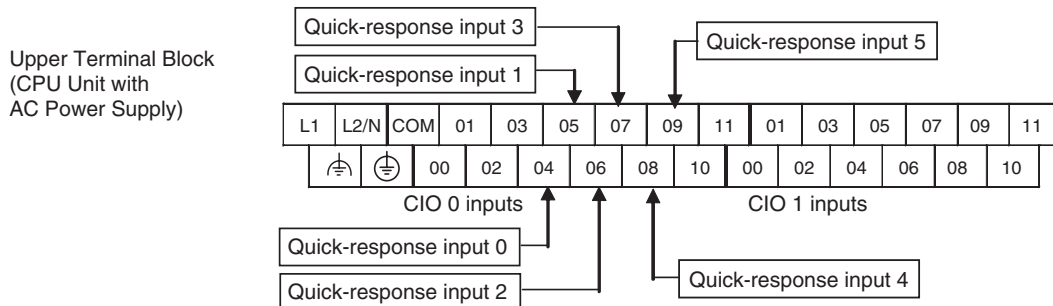 Quick-response input 3
Quick-response input 5
Upper Terminal Block
(CPU Unit with
AC Power Supply)
Quick-response input 1
L1 L2/N COM 01 03 05 07 09 11 01 03 05 07 09 11
00 02 04 06 08 10 00 02 04 06 08 10
CIO 0 inputs CIO 1 inputs
Quick-response input 0
Quick-response input 2
Quick-response input 4